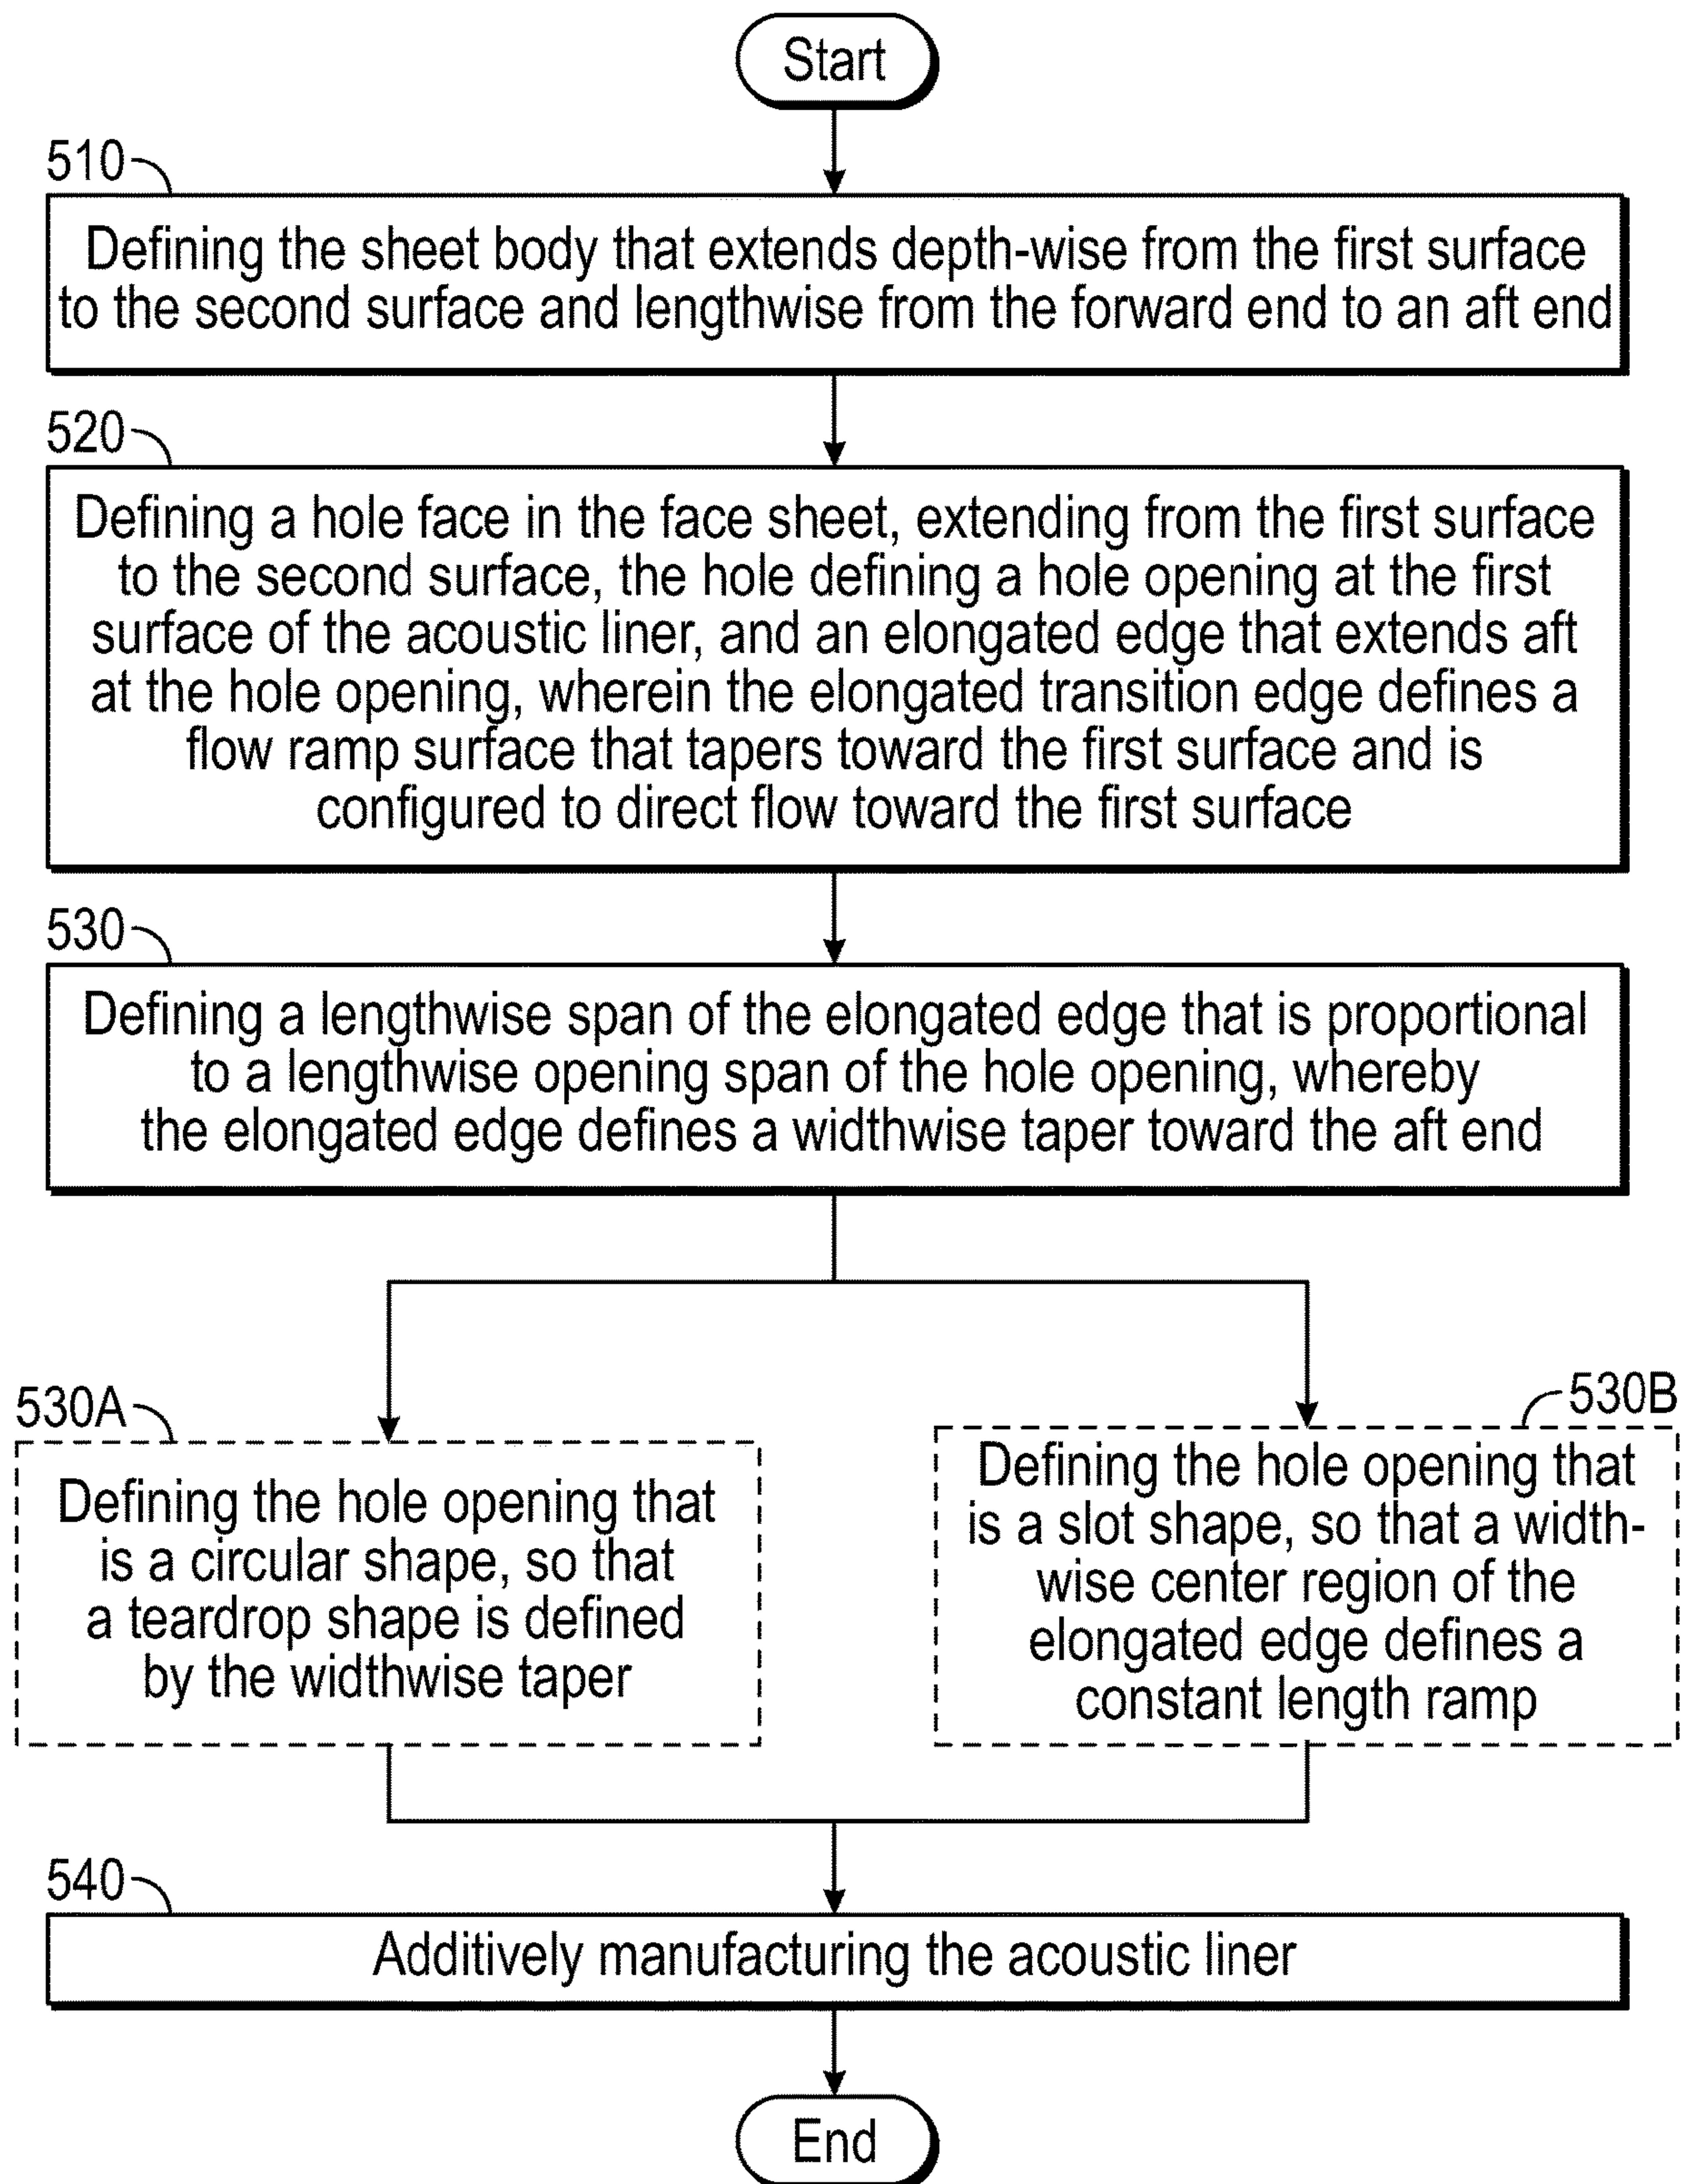 Start
510
Defining the sheet body that extends depth-wise from the first surface
to the second surface and lengthwise from the forward end to an aft end
520
Defining a hole face in the face sheet, extending from the first surface
to the second surface, the hole defining a hole opening at the first
surface of the acoustic liner, and an elongated edge that extends aft
at the hole opening, wherein the elongated transition edge defines a
flow ramp surface that tapers toward the first surface and is
configured to direct flow toward the first surface
530
Defining a lengthwise span of the elongated edge that is proportional
to a lengthwise opening span of the hole opening, whereby
the elongated edge defines a widthwise taper toward the aft end
530A
Defining the hole opening that
is a circular shape, so that
a teardrop shape is defined
by the widthwise taper
530B
Defining the hole opening that
is a slot shape, so that a width-
wise center region of the
elongated edge defines a
constant length ramp
540
Additively manufacturing the acoustic liner
End